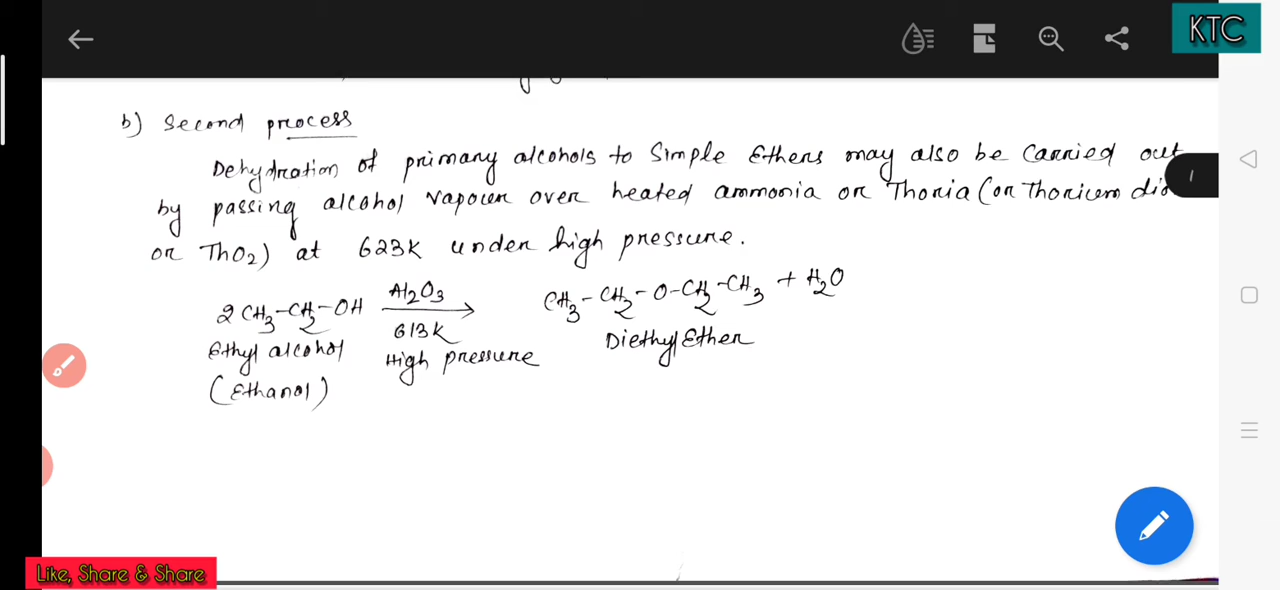 KTC
b) Second process
Dehydration of primary alcohols to Simple Ethers may also be Carried out
by passing alcohol vapour over heated ammonia or Thoria (or Thorium
or ThO2) at 623K under high pressure.
2 CH3-CH2-OH Al2O3 CH3-CH2-O-CH2-CH3 + H2O
613K
Ethyl alcohol High pressure Diethyl Ether
(Ethanol)
1
Like, Share & Share